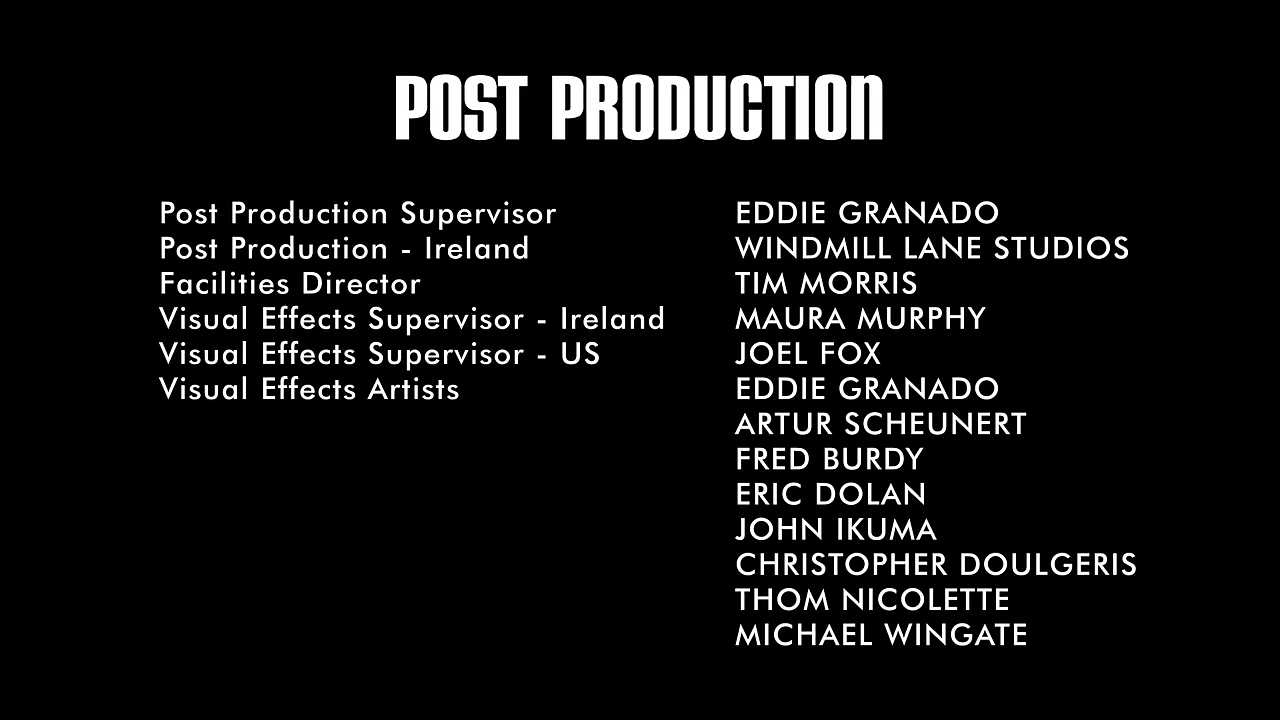 POST PRODUCTION
Post Production Supervisor EDDIE GRANADO
Post Production - Ireland WINDMILL LANE STUDIOS
Facilities Director TIM MORRIS
Visual Effects Supervisor - Ireland MAURA MURPHY
Visual Effects Supervisor - US JOEL FOX
Visual Effects Artists EDDIE GRANADO
ARTUR SCHEUNERT
FRED BURDY
ERIC DOLAN
JOHN IKUMA
CHRISTOPHER DOULGERIS
THOM NICOLETTE
MICHAEL WINGATE